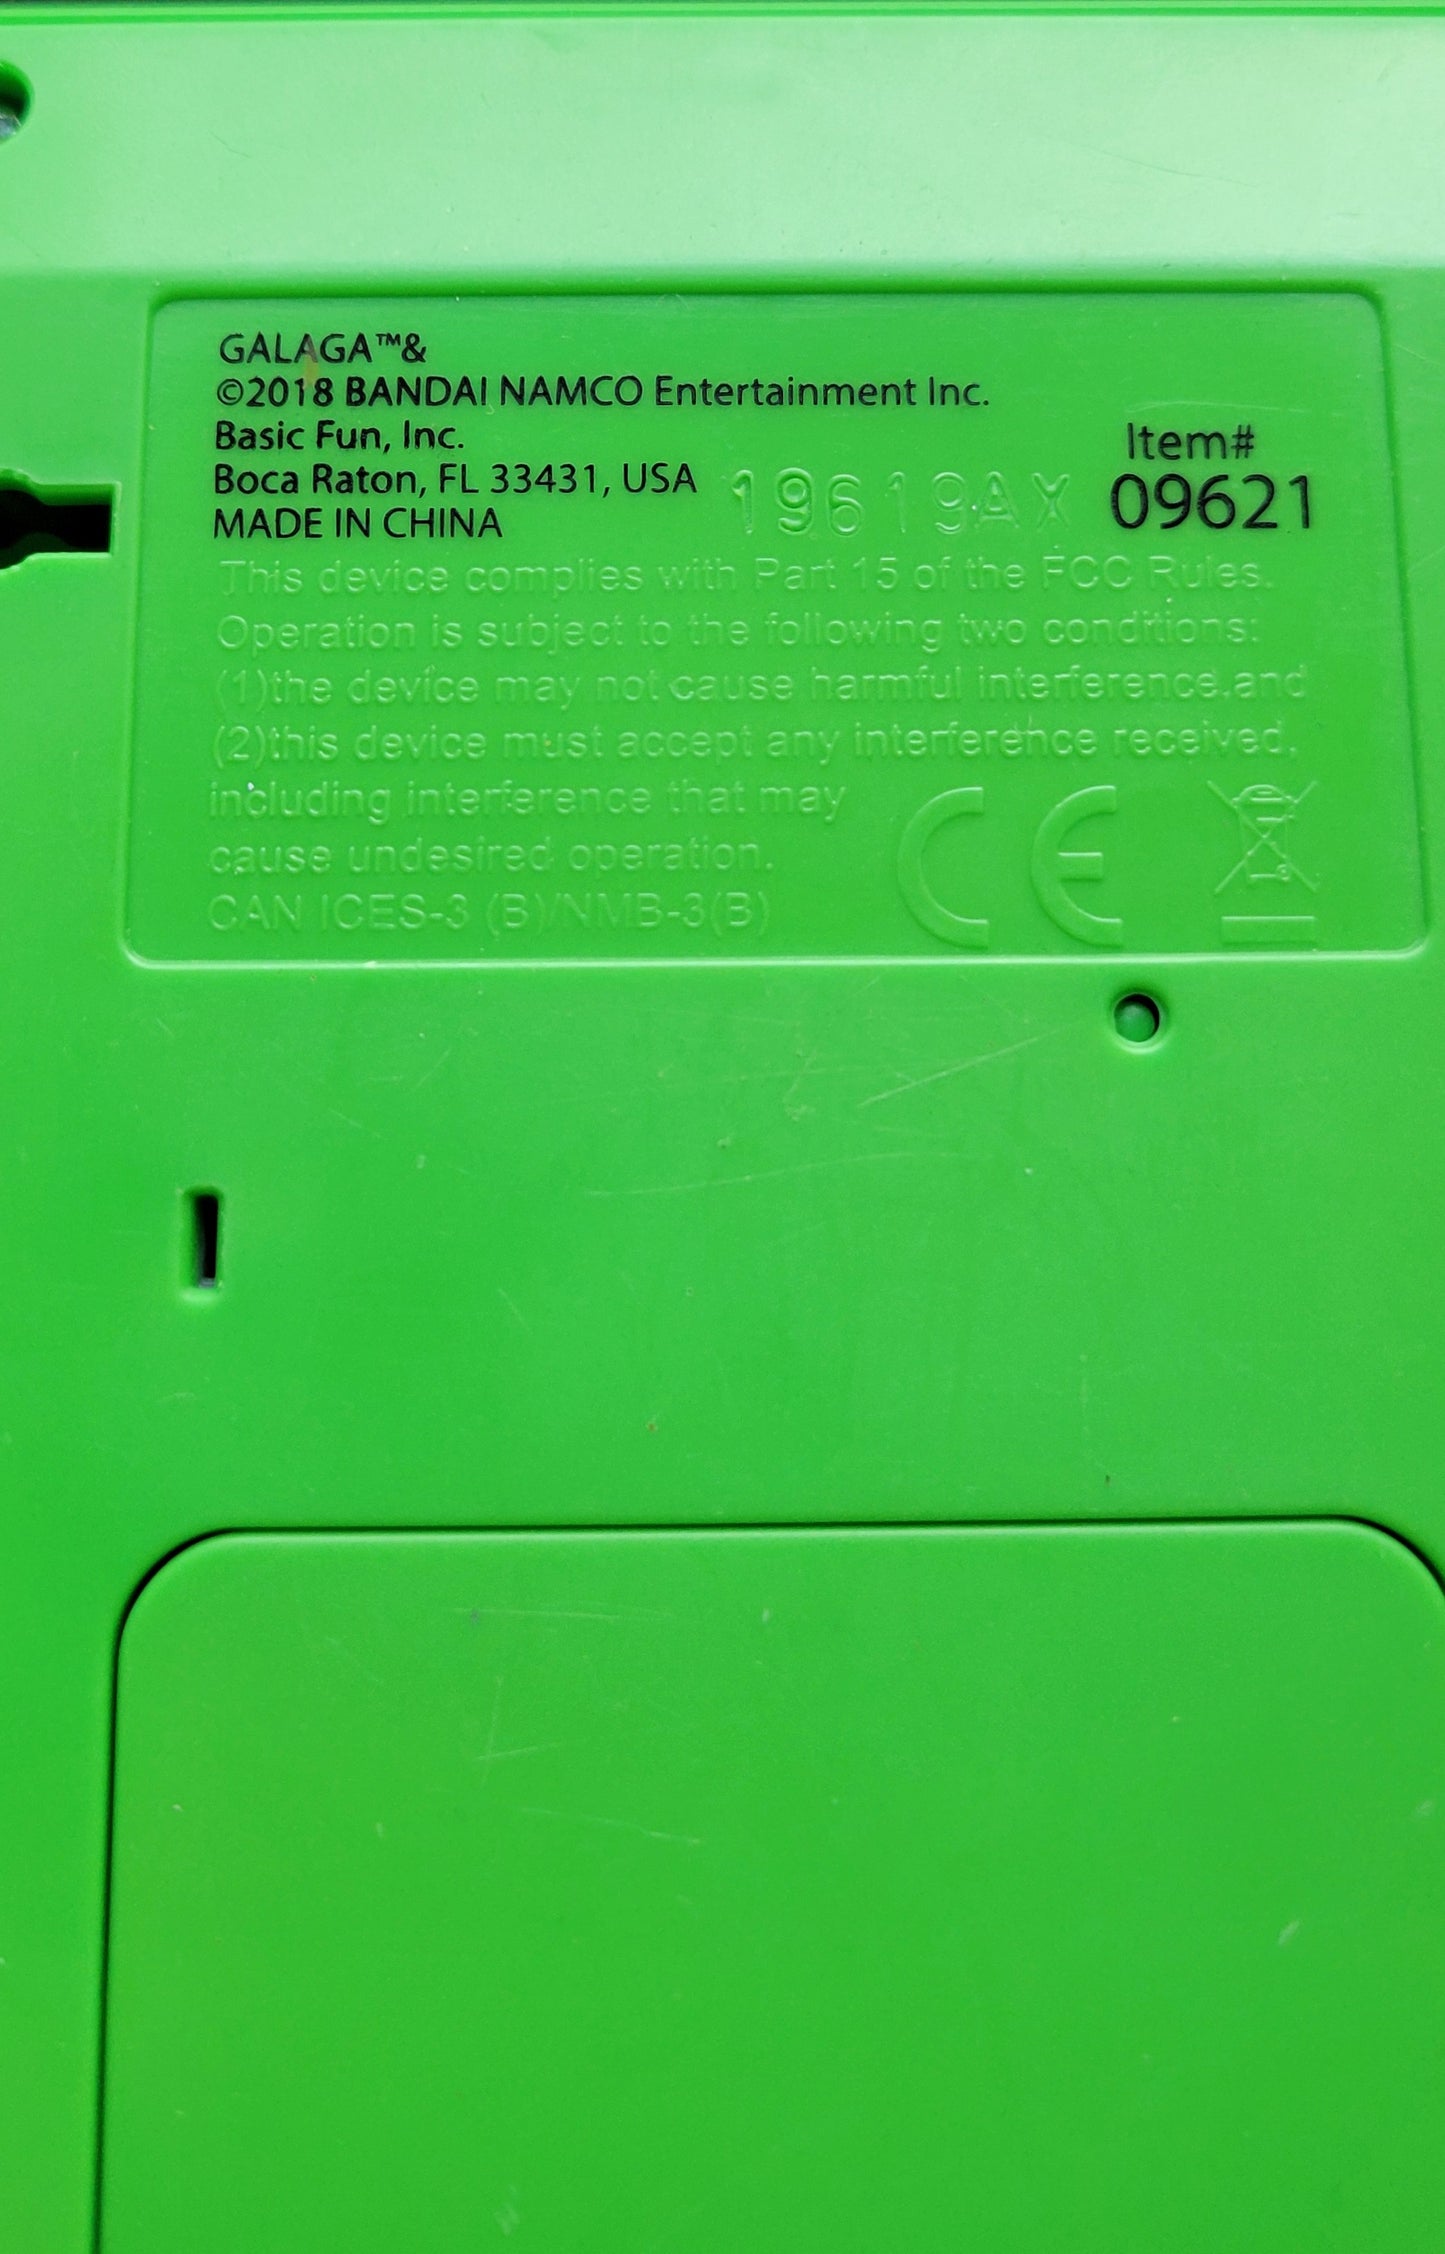 GALAGA™&
©2018 BANDAI NAMCO Entertainment Inc.
Basic Fun, Inc.
Boca Raton, FL 33431, USA
MADE IN CHINA
19619AX
Item#
09621
This device complies with Part 15 of the FCC Rules.
Operation is subject to the following two conditions:
(1)the device may not cause harmful interference,and
(2)this device must accept any interference received,
including interference that may
cause undesired operation.
CAN ICES-3 (B)/NMB-3(B)
CE